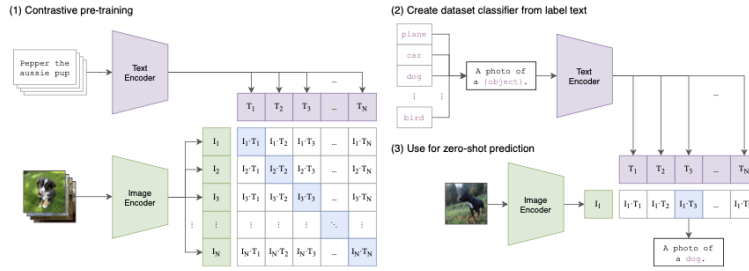 (1) Contrastive pre-training
Pepper the
aussie pup
Text
Encoder
...
T1 T2 T3 ... TN
I1 I1·T1 I1·T2 I1·T3 ... I1·TN
I2 I2·T1 I2·T2 I2·T3 ... I2·TN
I3 I3·T1 I3·T2 I3·T3 ... I3·TN
⋮ ⋮ ⋮ ⋮ ⋱ ⋮
IN IN·T1 IN·T2 IN·T3 ... IN·TN
Image
Encoder
(2) Create dataset classifier from label text
plane
car
dog
⋮
bird
A photo of
a {object}.
Text
Encoder
...
(3) Use for zero-shot prediction
T1 T2 T3 ... TN
Image
Encoder
I1 I1·T1 I1·T2 I1·T3 ...
A photo of
a dog.